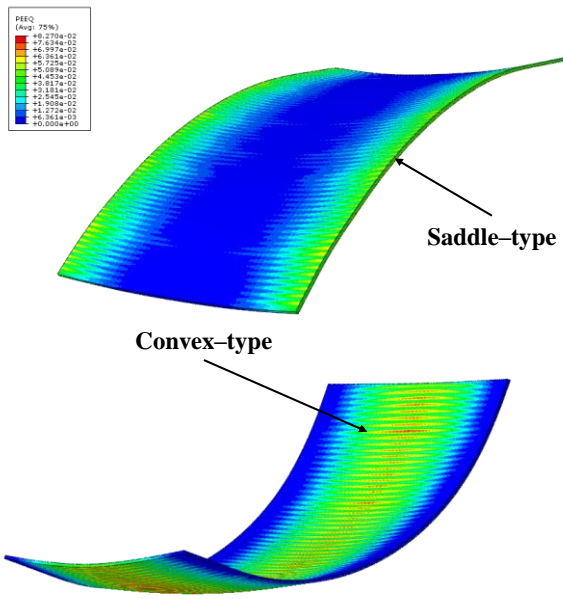 PEEQ
(Avg: 75%)
+8.270e-02
+7.634e-02
+6.997e-02
+6.361e-02
+5.725e-02
+5.089e-02
+4.453e-02
+3.817e-02
+3.181e-02
+2.545e-02
+1.908e-02
+1.272e-02
+6.361e-03
+0.000e+00
Saddle–type
Convex–type